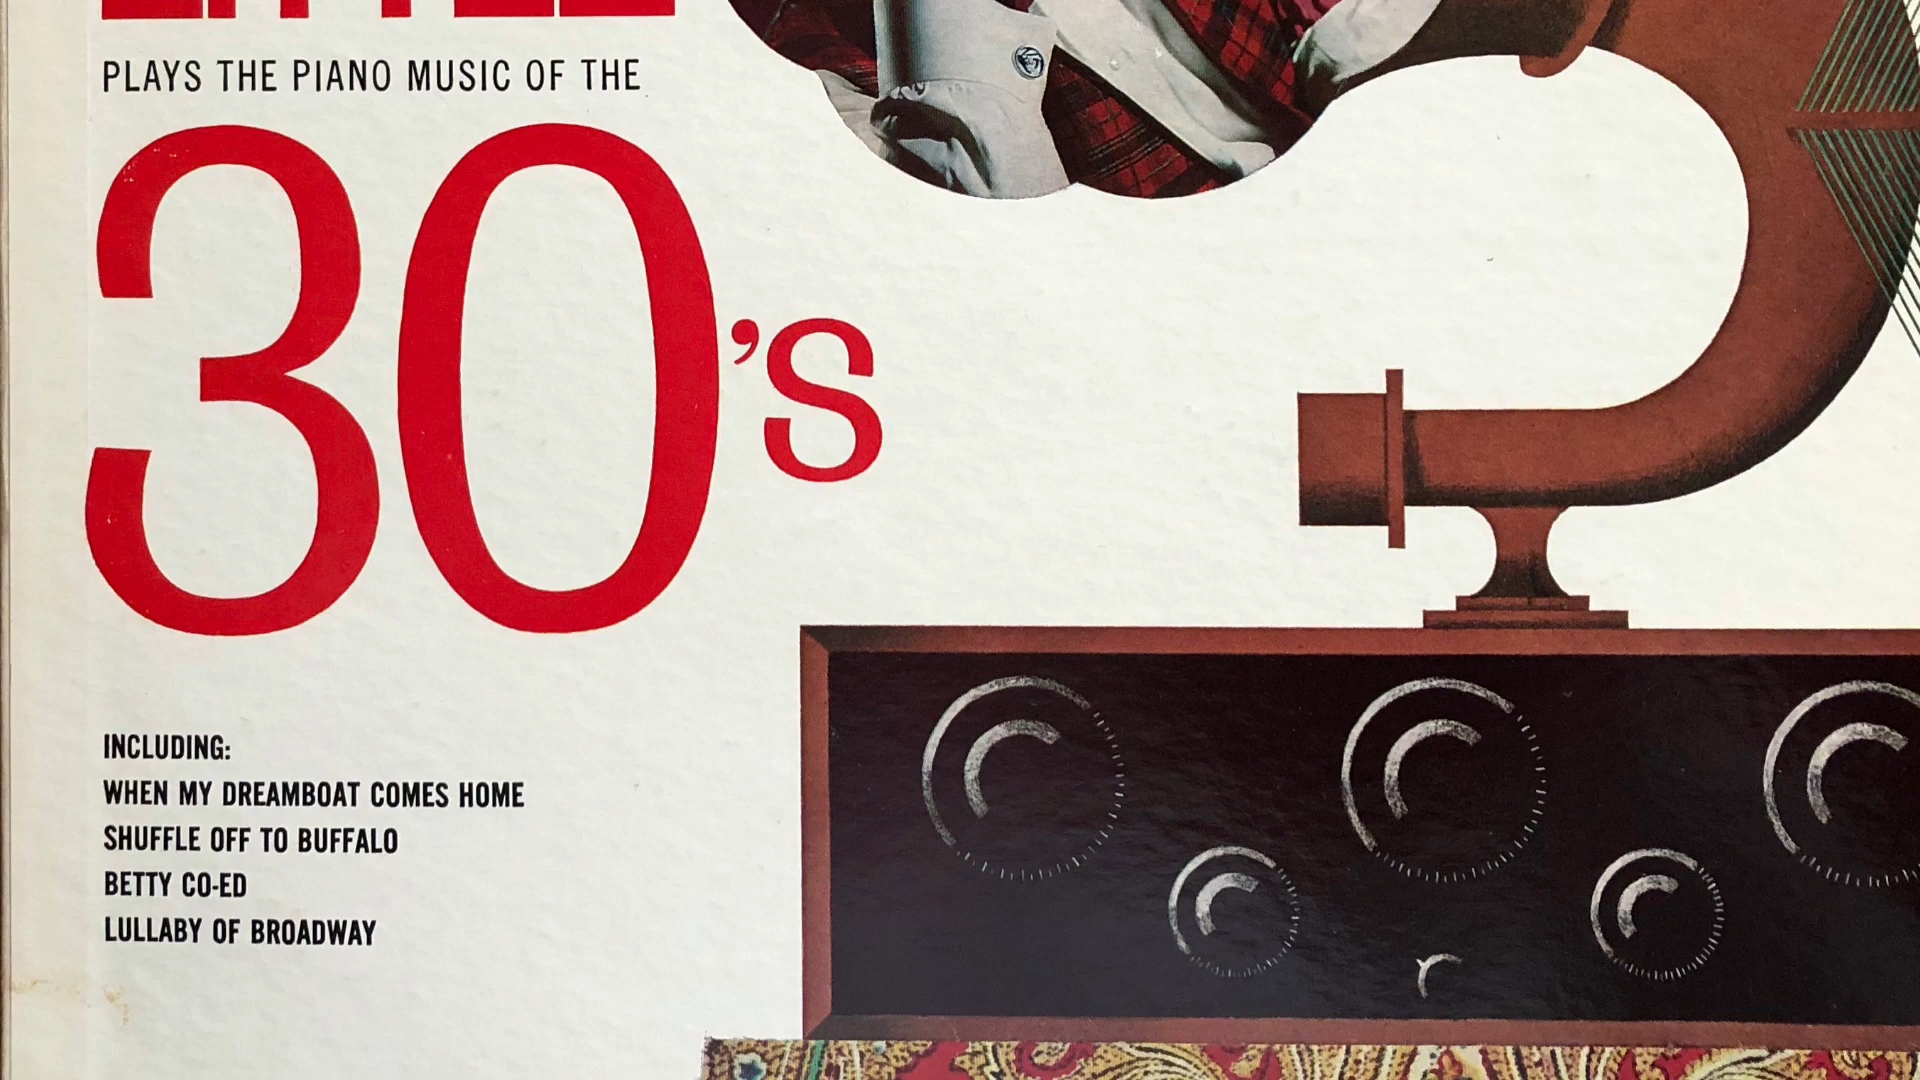 PLAYS THE PIANO MUSIC OF THE
30's
INCLUDING:
WHEN MY DREAMBOAT COMES HOME
SHUFFLE OFF TO BUFFALO
BETTY CO-ED
LULLABY OF BROADWAY